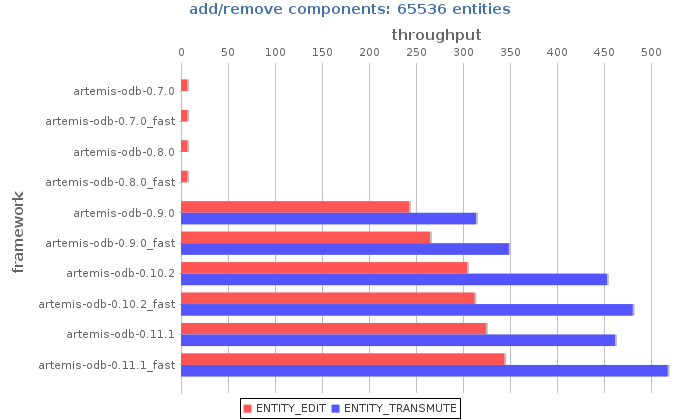 add/remove components: 65536 entities
throughput
0 50 100 150 200 250 300 350 400 450 500
framework
artemis-odb-0.7.0
artemis-odb-0.7.0_fast
artemis-odb-0.8.0
artemis-odb-0.8.0_fast
artemis-odb-0.9.0
artemis-odb-0.9.0_fast
artemis-odb-0.10.2
artemis-odb-0.10.2_fast
artemis-odb-0.11.1
artemis-odb-0.11.1_fast
ENTITY_EDIT ENTITY_TRANSMUTE